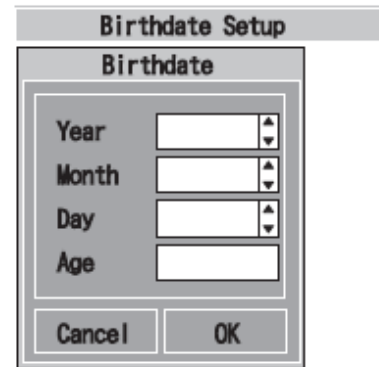 Birthdate Setup
Birthdate
Year
Month
Day
Age
Cancel OK